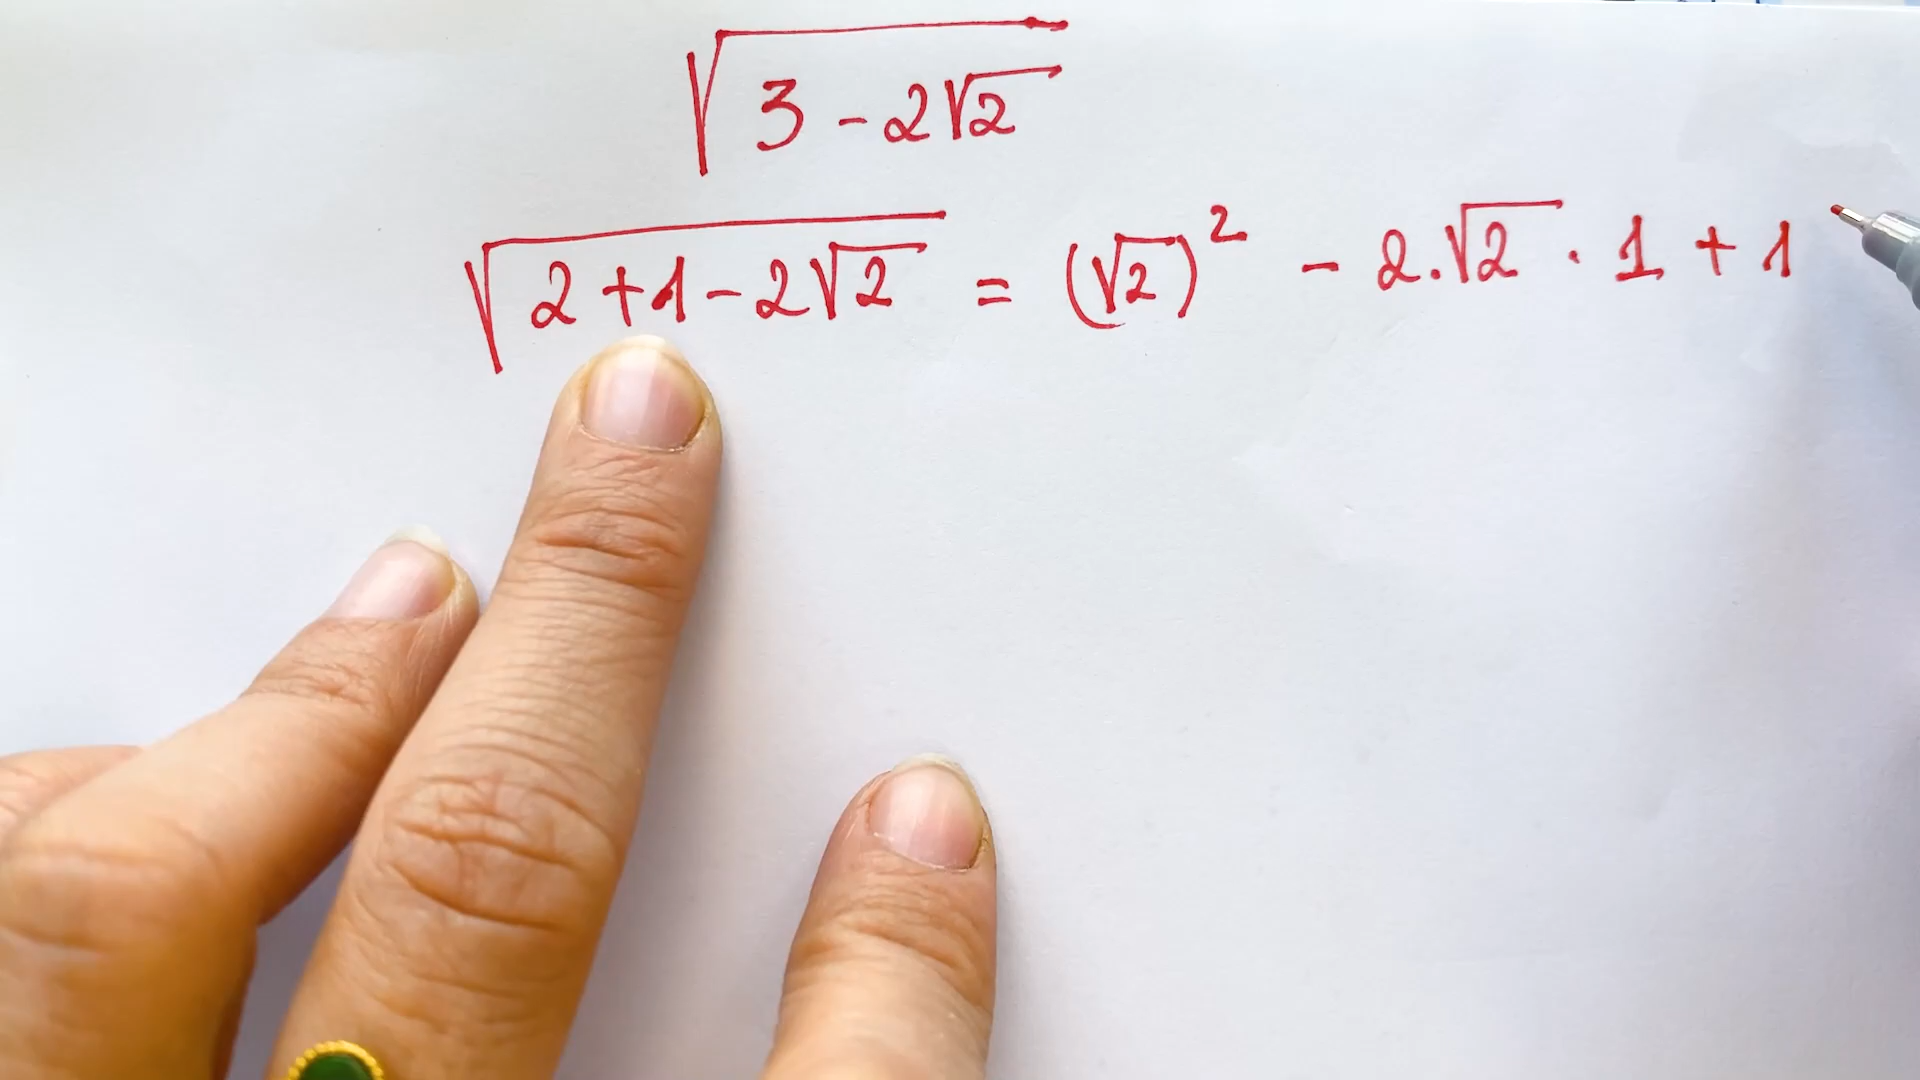 √(3 - 2√2)
√(2 + 1 - 2√2) = (√2)² - 2.√2 . 1 + 1